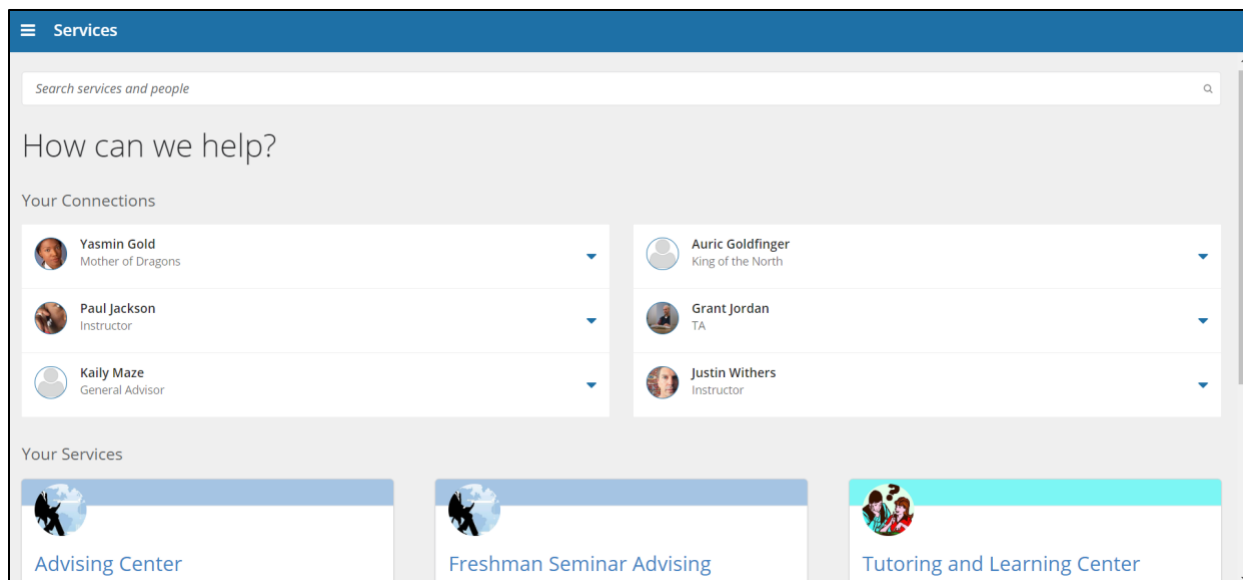 Services
Search services and people
How can we help?
Your Connections
Yasmin Gold
Mother of Dragons
Auric Goldfinger
King of the North
Paul Jackson
Instructor
Grant Jordan
TA
Kaily Maze
General Advisor
Justin Withers
Instructor
Your Services
?
Advising Center
Freshman Seminar Advising
Tutoring and Learning Center